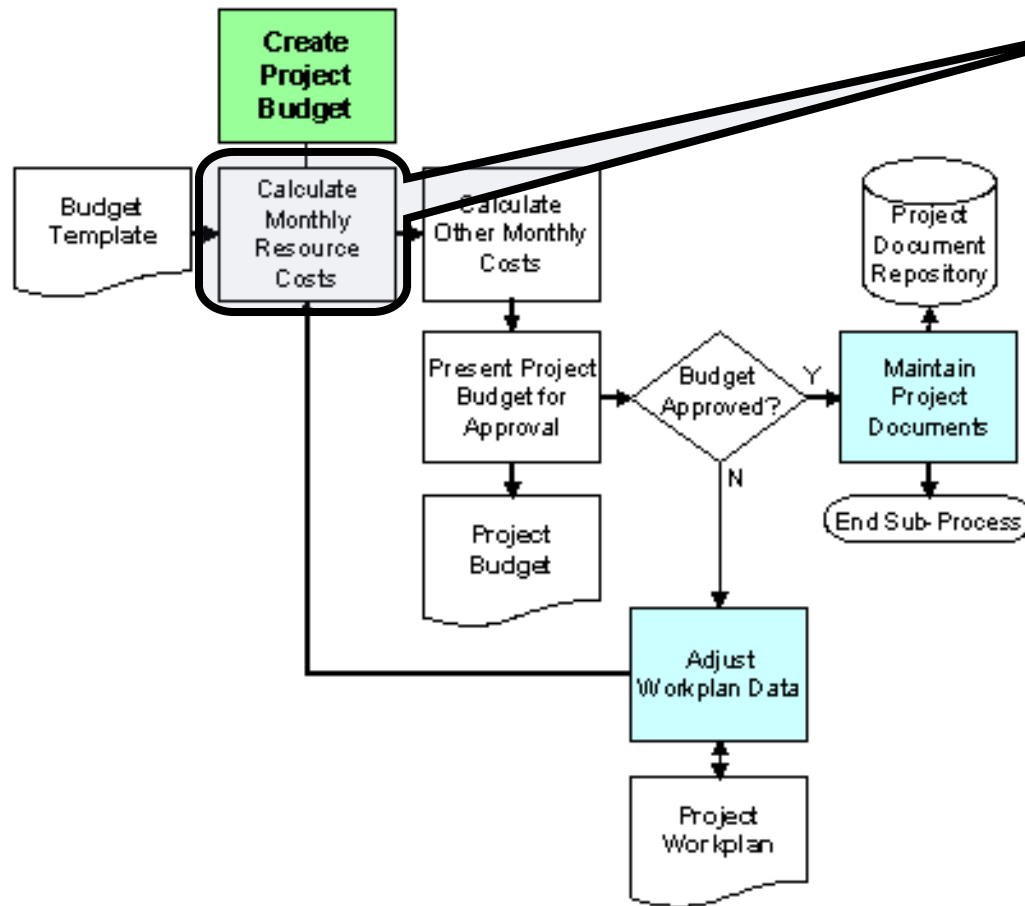 Create
Project
Budget
Budget
Template
Calculate
Monthly
Resource
Costs
Calculate
Other Monthly
Costs
Project
Document
Repository
Present Project
Budget for
Approval
Budget
Approved?
Y
Maintain
Project
Documents
N
Project
Budget
End Sub-Process
Adjust
Workplan Data
Project
Workplan